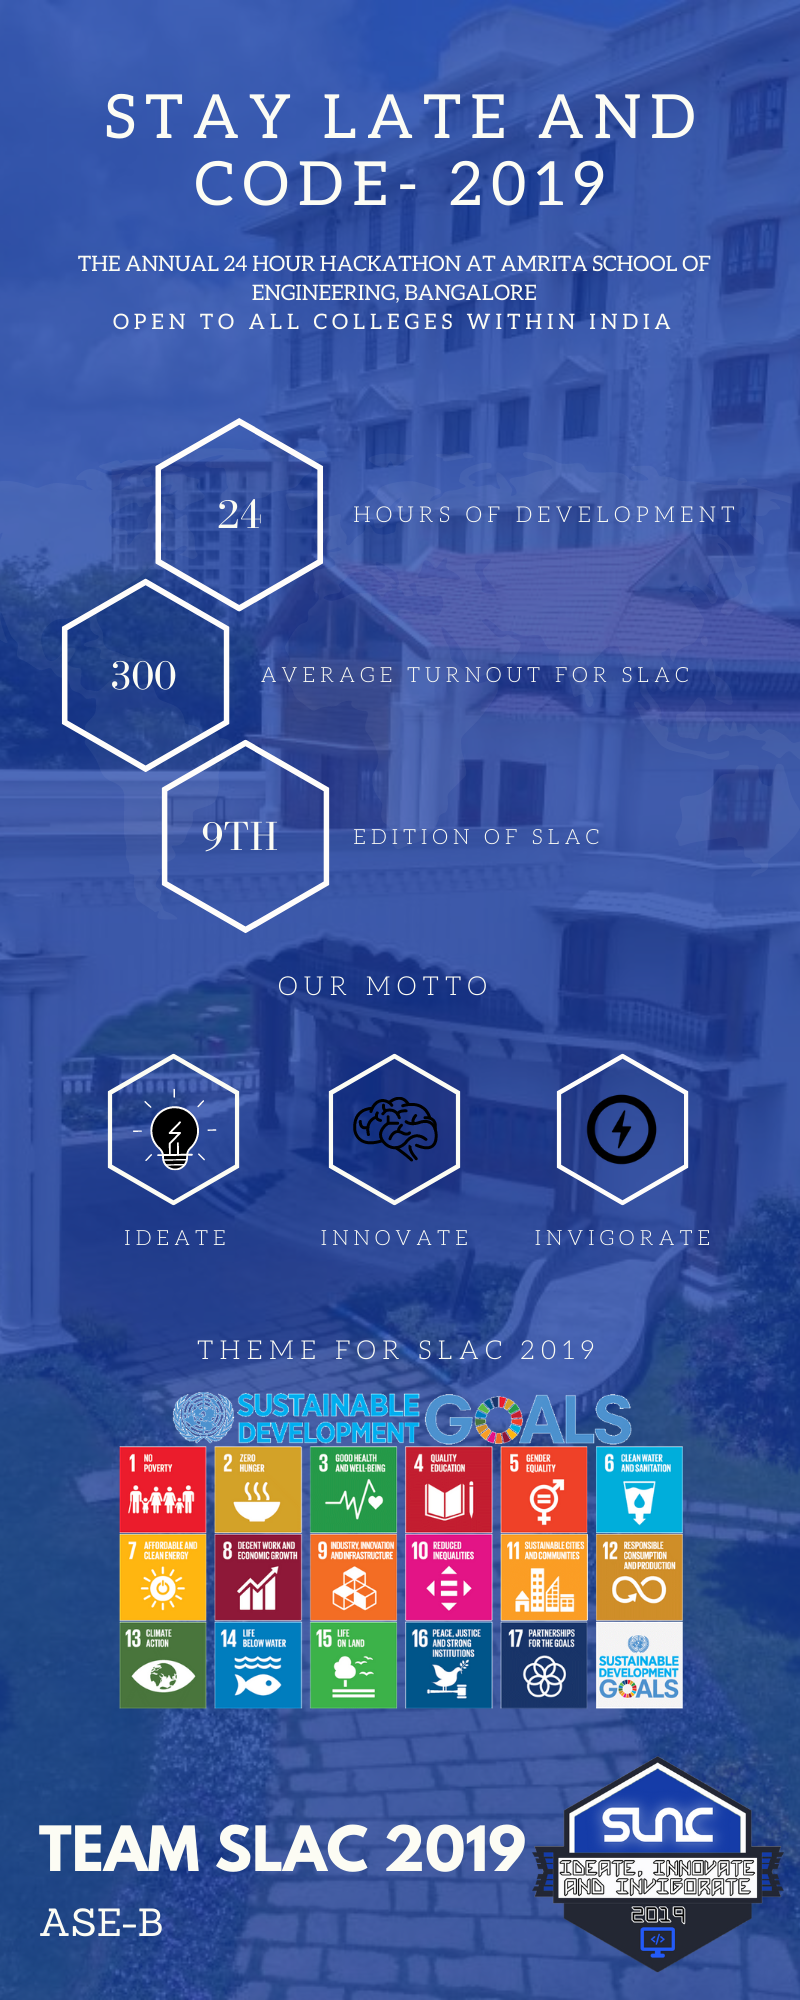 STAY LATE AND
CODE- 2019
THE ANNUAL 24 HOUR HACKATHON AT AMRITA SCHOOL OF
ENGINEERING, BANGALORE
OPEN TO ALL COLLEGES WITHIN INDIA
24
HOURS OF DEVELOPMENT
300
AVERAGE TURNOUT FOR SLAC
9TH
EDITION OF SLAC
OUR MOTTO
IDEATE
INNOVATE
INVIGORATE
THEME FOR SLAC 2019
SUSTAINABLE
DEVELOPMENT
GOALS
1 NO
POVERTY
2 ZERO
HUNGER
3 GOOD HEALTH
AND WELL-BEING
4 QUALITY
EDUCATION
5 GENDER
EQUALITY
6 CLEAN WATER
AND SANITATION
7 AFFORDABLE AND
CLEAN ENERGY
8 DECENT WORK AND
ECONOMIC GROWTH
9 INDUSTRY, INNOVATION
AND INFRASTRUCTURE
10 REDUCED
INEQUALITIES
11 SUSTAINABLE CITIES
AND COMMUNITIES
12 RESPONSIBLE
CONSUMPTION
AND PRODUCTION
13 CLIMATE
ACTION
14 LIFE
BELOW WATER
15 LIFE
ON LAND
16 PEACE, JUSTICE
AND STRONG
INSTITUTIONS
17 PARTNERSHIPS
FOR THE GOALS
SUSTAINABLE
DEVELOPMENT
GOALS
TEAM SLAC 2019
ASE-B
SLAC
IDEATE, INNOVATE
AND INVIGORATE
2019
</>